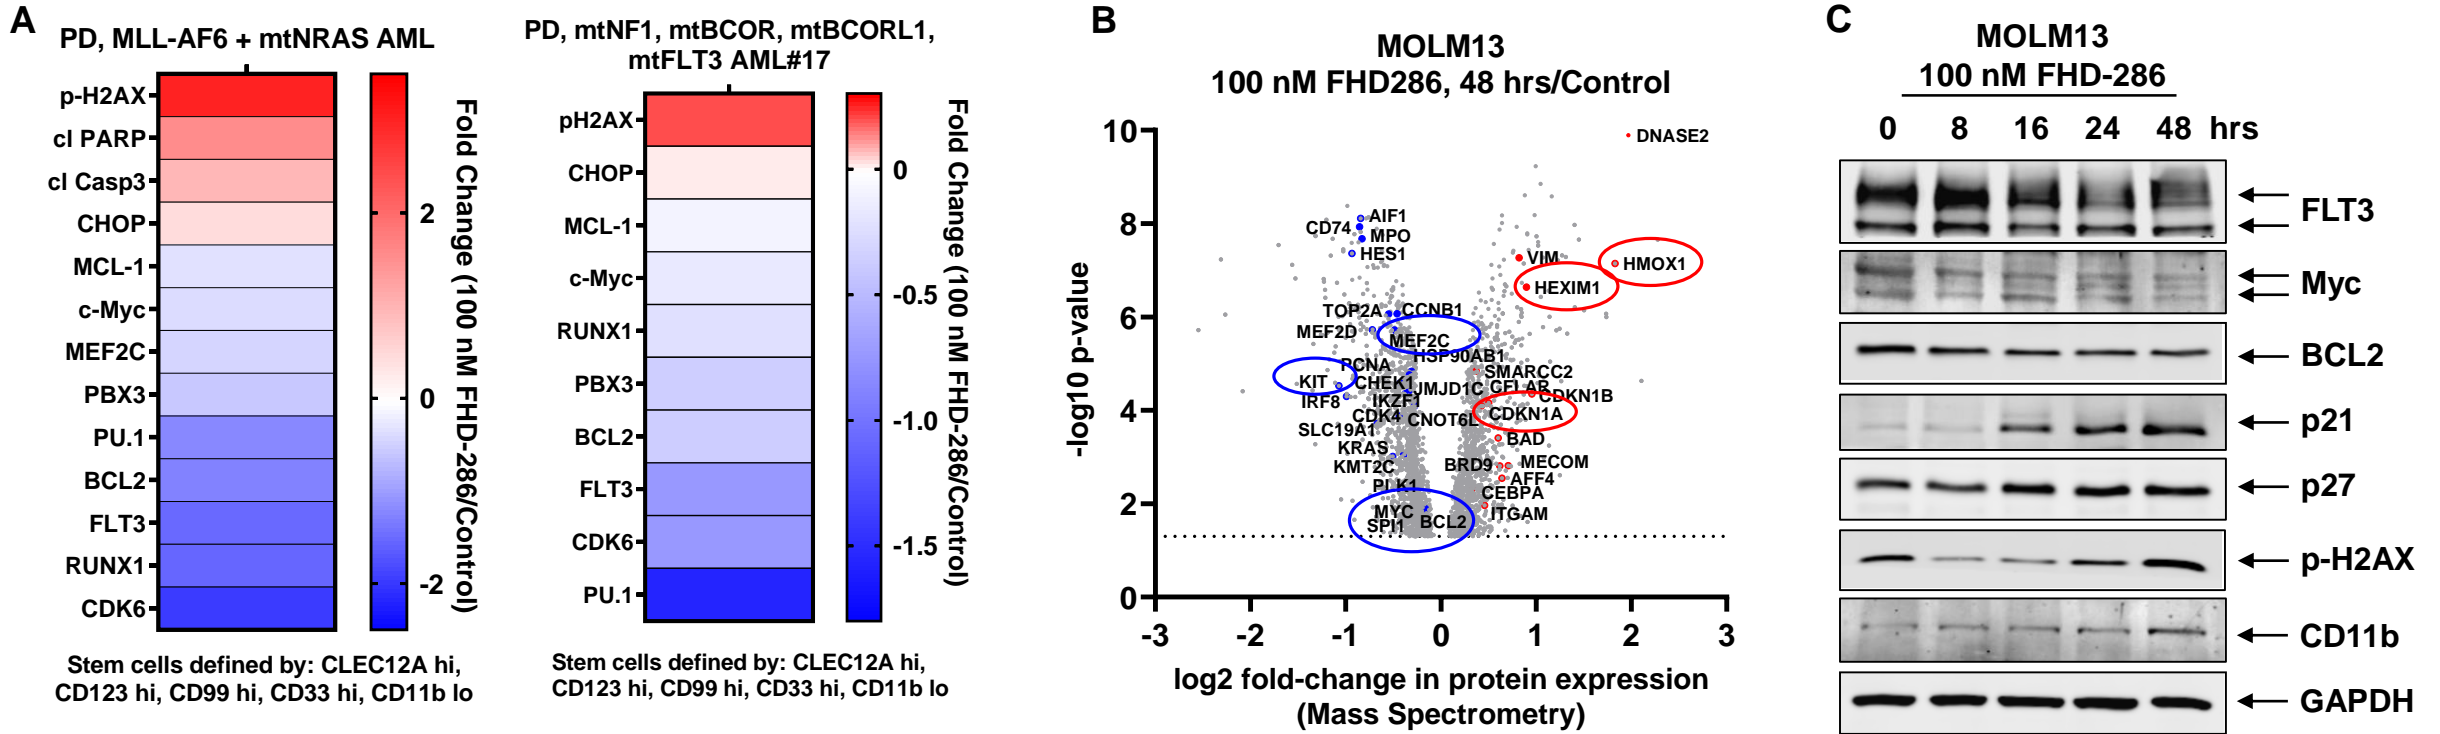 A
PD, MLL-AF6 + mtNRAS AML
p-H2AX
cl PARP
cl Casp3
CHOP
MCL-1
c-Myc
MEF2C
PBX3
PU.1
BCL2
FLT3
RUNX1
CDK6
2
0
-2
Fold Change (100 nM FHD-286/Control)
Stem cells defined by: CLEC12A hi,
CD123 hi, CD99 hi, CD33 hi, CD11b lo
PD, mtNF1, mtBCOR, mtBCORL1,
mtFLT3 AML#17
pH2AX
CHOP
MCL-1
c-Myc
RUNX1
PBX3
BCL2
FLT3
CDK6
PU.1
0
-0.5
-1.0
-1.5
Fold Change (100 nM FHD-286/Control)
Stem cells defined by: CLEC12A hi,
CD123 hi, CD99 hi, CD33 hi, CD11b lo
B
MOLM13
100 nM FHD286, 48 hrs/Control
-log10 p-value
10
8
6
4
2
0
-3 -2 -1 0 1 2 3
DNASE2
AIF1
CD74
MPO
HES1
VIM
HMOX1
HEXIM1
TOP2A CCNB1
MEF2D
MEF2C
HSP90AB1
PCNA
SMARCC2
KIT
CHEK1
JMJD1C
CFLAR
CDKN1B
IRF8
IKZF1
CDK4
CNOT6L
CDKN1A
SLC19A1
BAD
KRAS
KMT2C
BRD9
MECOM
AFF4
PLK1
CEBPA
MYC
SPI1
BCL2
ITGAM
log2 fold-change in protein expression
(Mass Spectrometry)
C
MOLM13
100 nM FHD-286
0 8 16 24 48 hrs
FLT3
Myc
BCL2
p21
p27
p-H2AX
CD11b
GAPDH